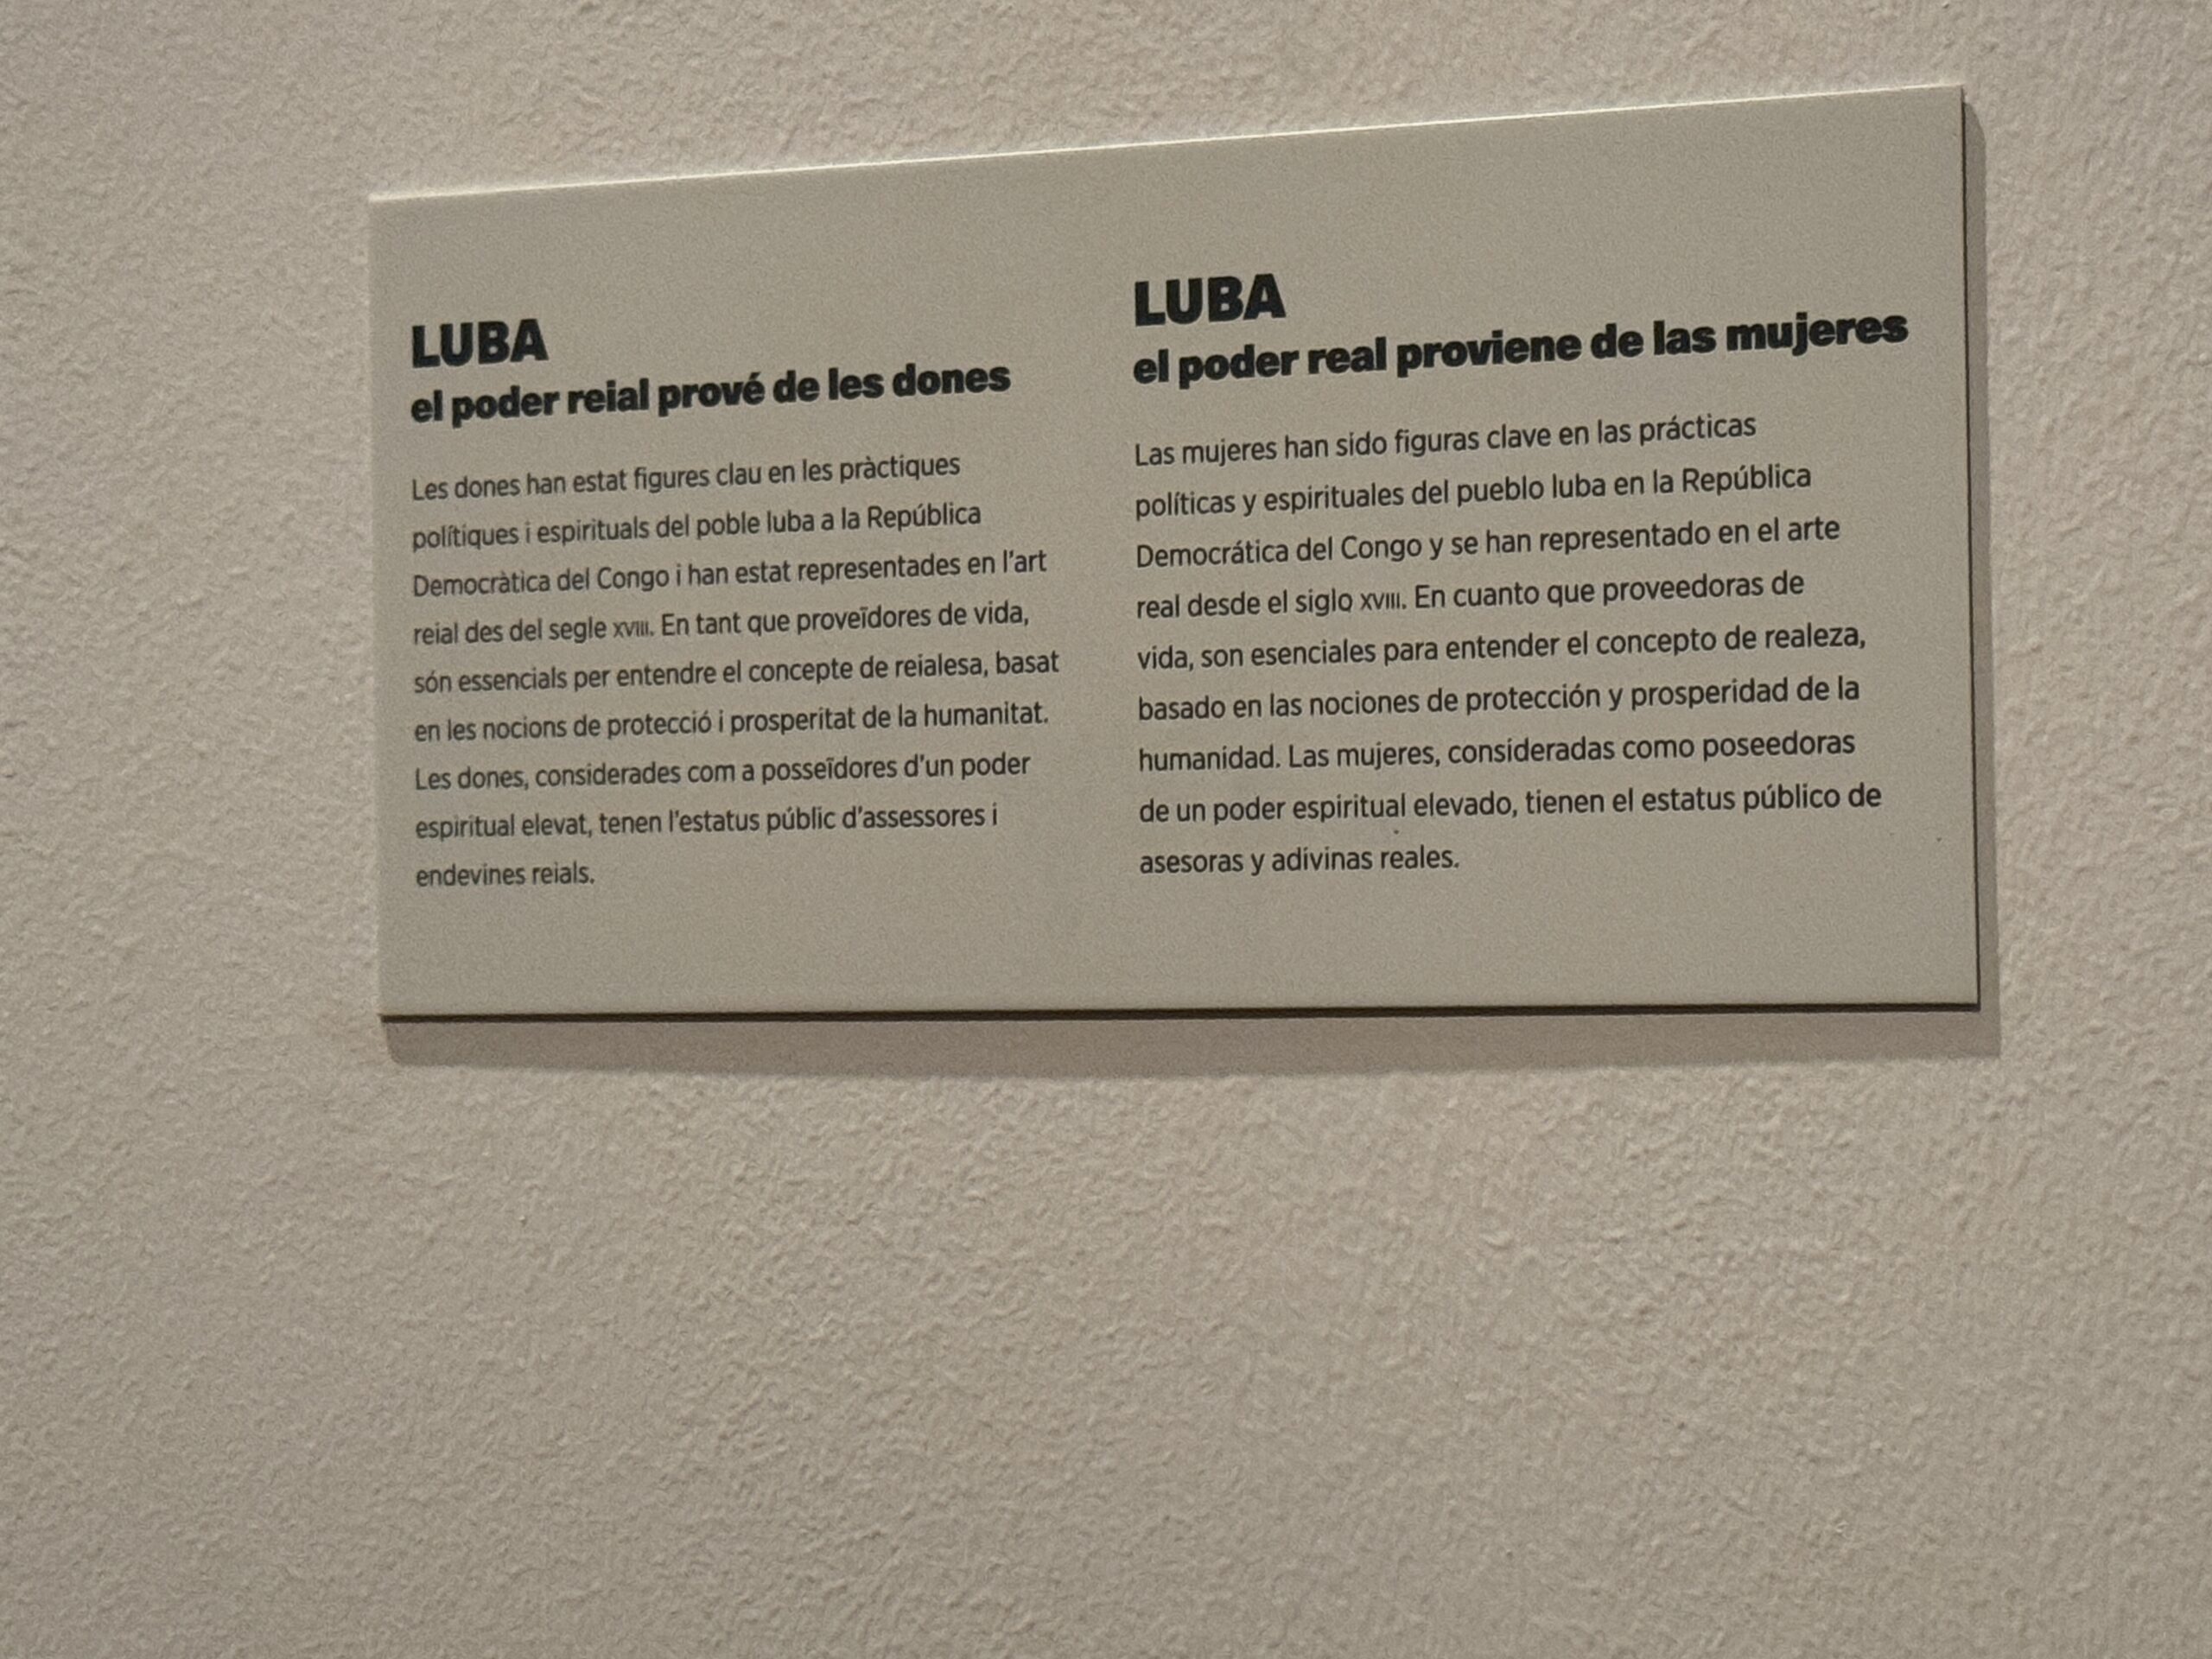 LUBA
el poder reial prové de les dones
Les dones han estat figures clau en les pràctiques
polítiques i espirituals del poble luba a la República
Democràtica del Congo i han estat representades en l'art
reial des del segle XVIII. En tant que proveïdores de vida,
són essencials per entendre el concepte de reialesa, basat
en les nocions de protecció i prosperitat de la humanitat.
Les dones, considerades com a posseïdores d'un poder
espiritual elevat, tenen l'estatus públic d'assessores i
endevines reials.
LUBA
el poder real proviene de las mujeres
Las mujeres han sido figuras clave en las prácticas
políticas y espirituales del pueblo luba en la República
Democrática del Congo y se han representado en el arte
real desde el siglo XVIII. En cuanto que proveedoras de
vida, son esenciales para entender el concepto de realeza,
basado en las nociones de protección y prosperidad de la
humanidad. Las mujeres, consideradas como poseedoras
de un poder espiritual elevado, tienen el estatus público de
asesoras y adivinas reales.